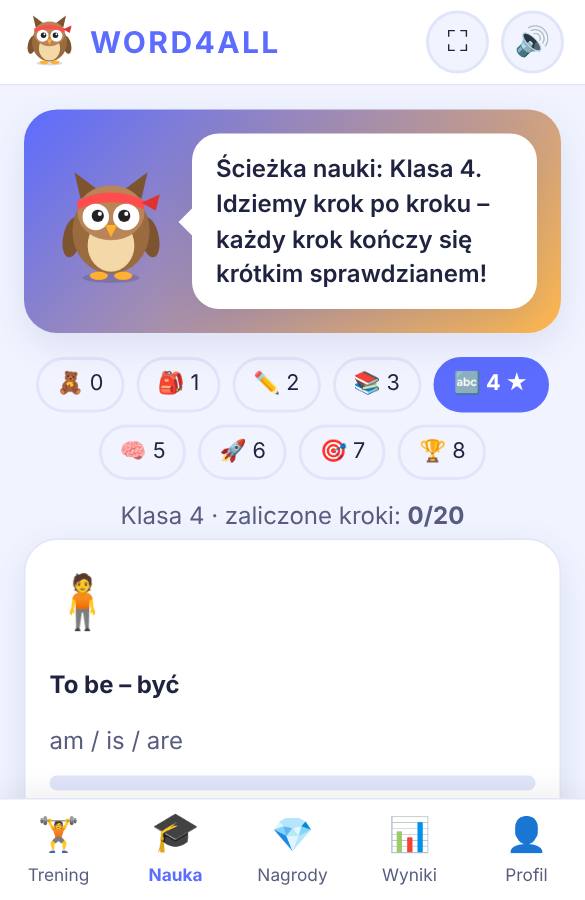 WORD4ALL
Ścieżka nauki: Klasa 4.
Idziemy krok po kroku –
każdy krok kończy się
krótkim sprawdzianem!
0
1
2
3
abc 4 ★
5
6
7
8
Klasa 4 · zaliczone kroki: 0/20
To be – być
am / is / are
Trening
Nauka
Nagrody
Wyniki
Profil